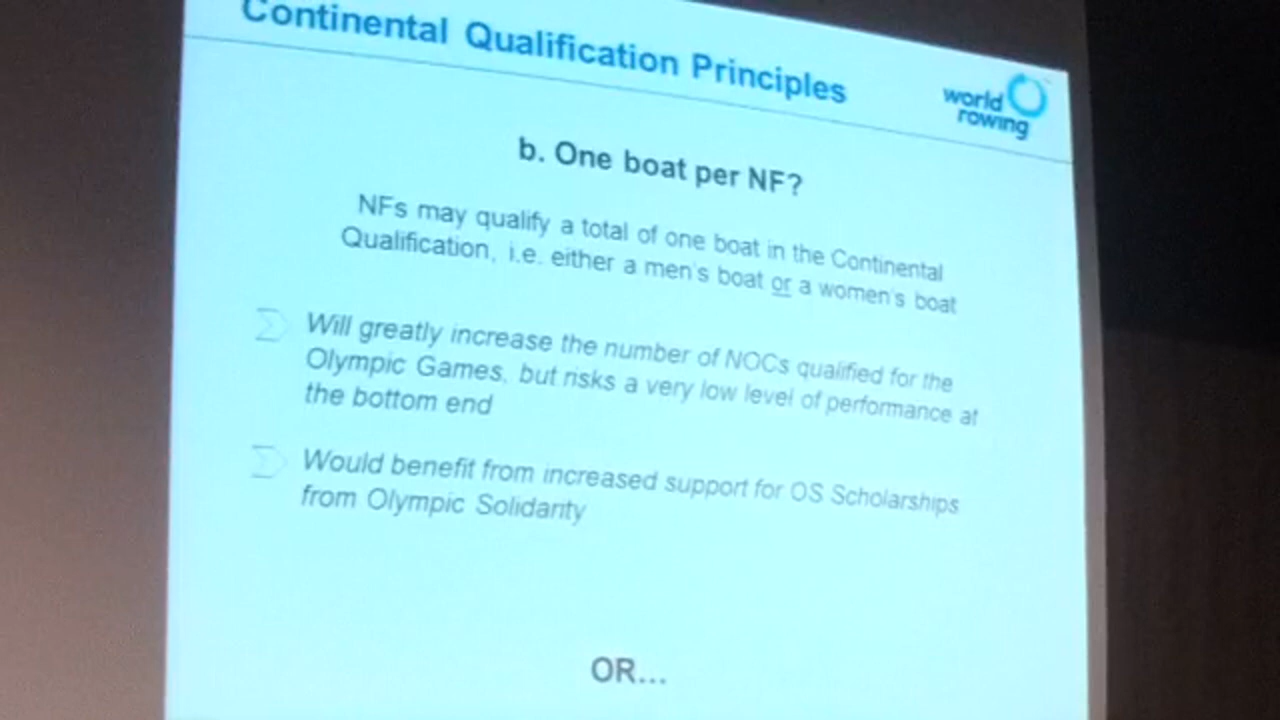 Continental Qualification Principles
world
rowing
b. One boat per NF?
NFs may qualify a total of one boat in the Continental
Qualification, i.e. either a men's boat or a women's boat
Will greatly increase the number of NOCs qualified for the
Olympic Games, but risks a very low level of performance at
the bottom end
Would benefit from increased support for OS Scholarships
from Olympic Solidarity
OR...